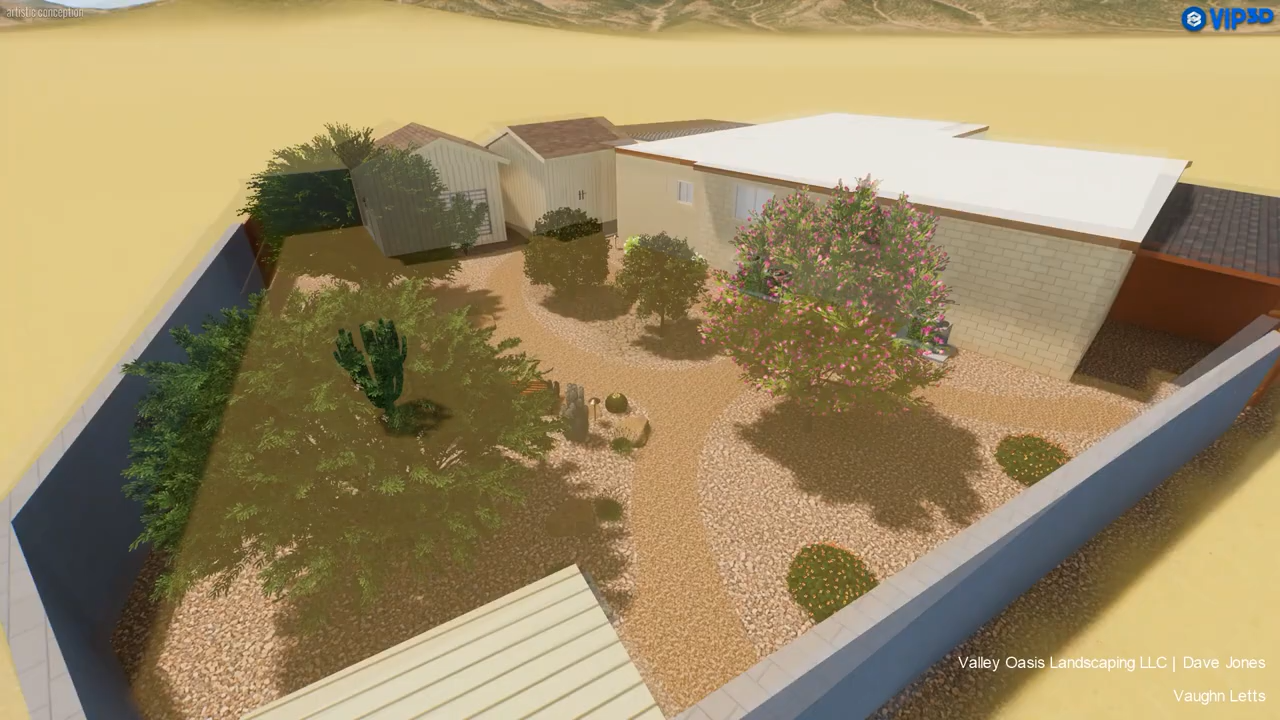 artistic conception
VIP3D
Valley Oasis Landscaping LLC | Dave Jones
Vaughn Letts